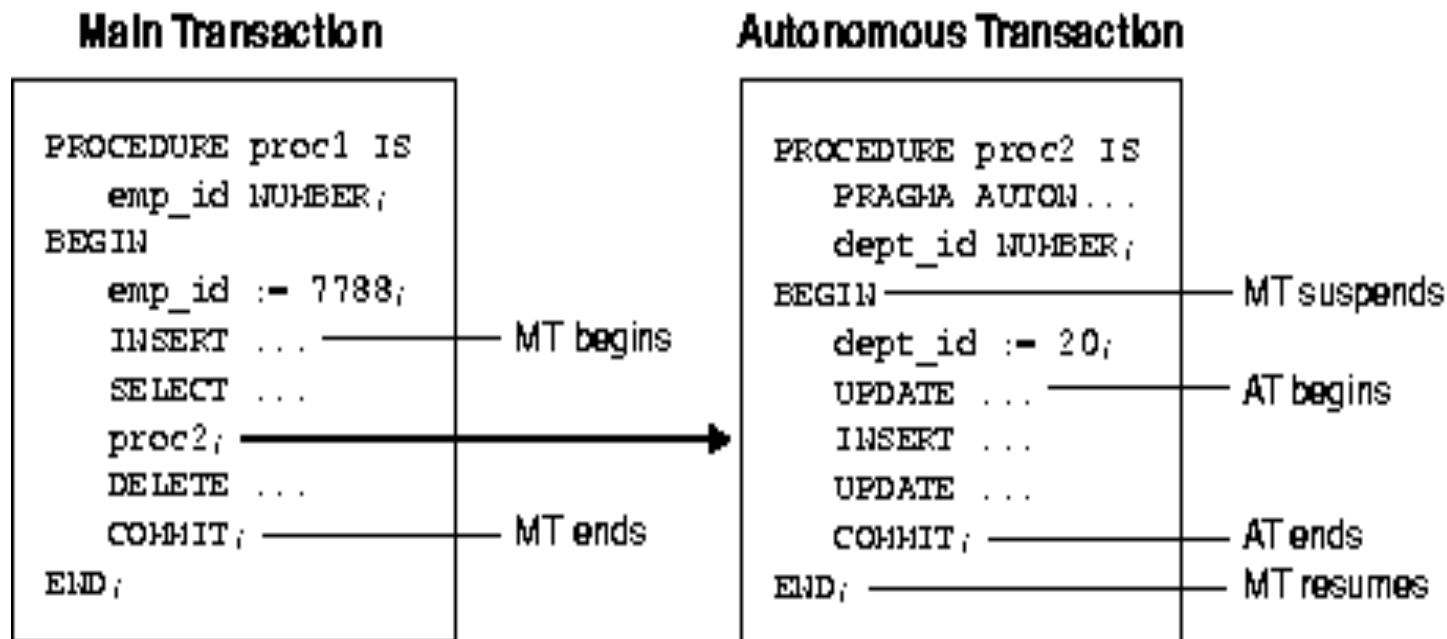 Main Transaction
PROCEDURE proc1 IS
emp_id NUMBER;
BEGIN
emp_id := 7788;
INSERT ...
MT begins
SELECT ...
proc2;
DELETE ...
COMMIT;
MT ends
END;
Autonomous Transaction
PROCEDURE proc2 IS
PRAGMA AUTON...
dept_id NUMBER;
BEGIN
MT suspends
dept_id := 20;
UPDATE ...
AT begins
INSERT ...
UPDATE ...
COMMIT;
AT ends
END;
MT resumes